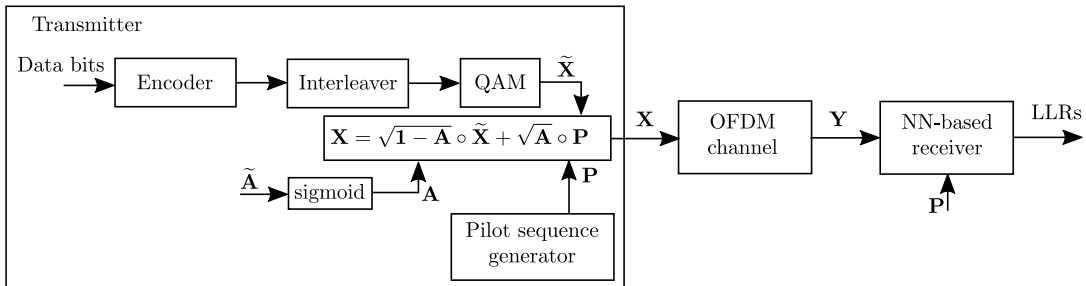 Transmitter
Data bits
Encoder
Interleaver
QAM
X̃
X = √(1 − A) ∘ X̃ + √A ∘ P
Ã
sigmoid
A
P
Pilot sequence
generator
X
OFDM
channel
Y
NN-based
receiver
LLRs
P